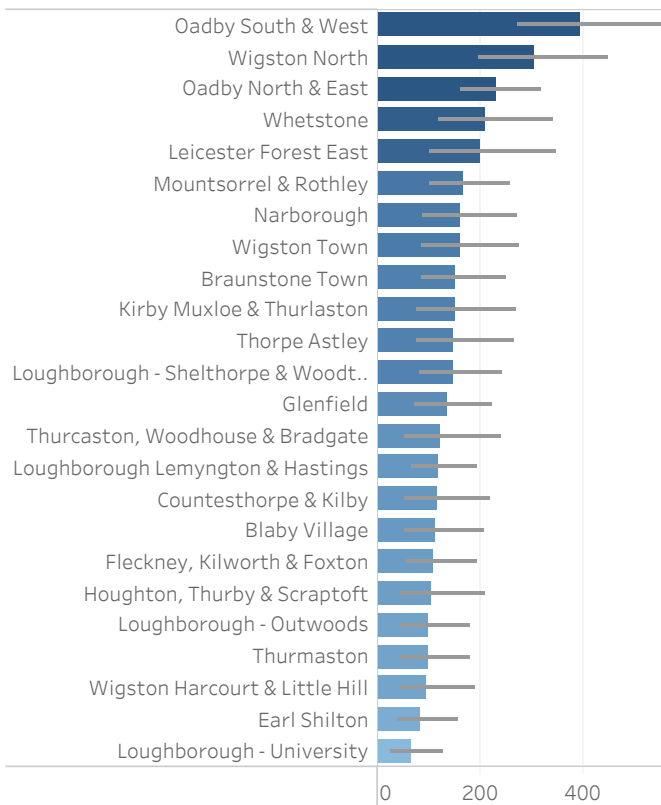 Oadby South & West
Wigston North
Oadby North & East
Whetstone
Leicester Forest East
Mountsorrel & Rothley
Narborough
Wigston Town
Braunstone Town
Kirby Muxloe & Thurlaston
Thorpe Astley
Loughborough - Shelthorpe & Woodt..
Glenfield
Thurcaston, Woodhouse & Bradgate
Loughborough Lemyngton & Hastings
Countesthorpe & Kilby
Blaby Village
Fleckney, Kilworth & Foxton
Houghton, Thurby & Scraptoft
Loughborough - Outwoods
Thurmaston
Wigston Harcourt & Little Hill
Earl Shilton
Loughborough - University
0 200 400